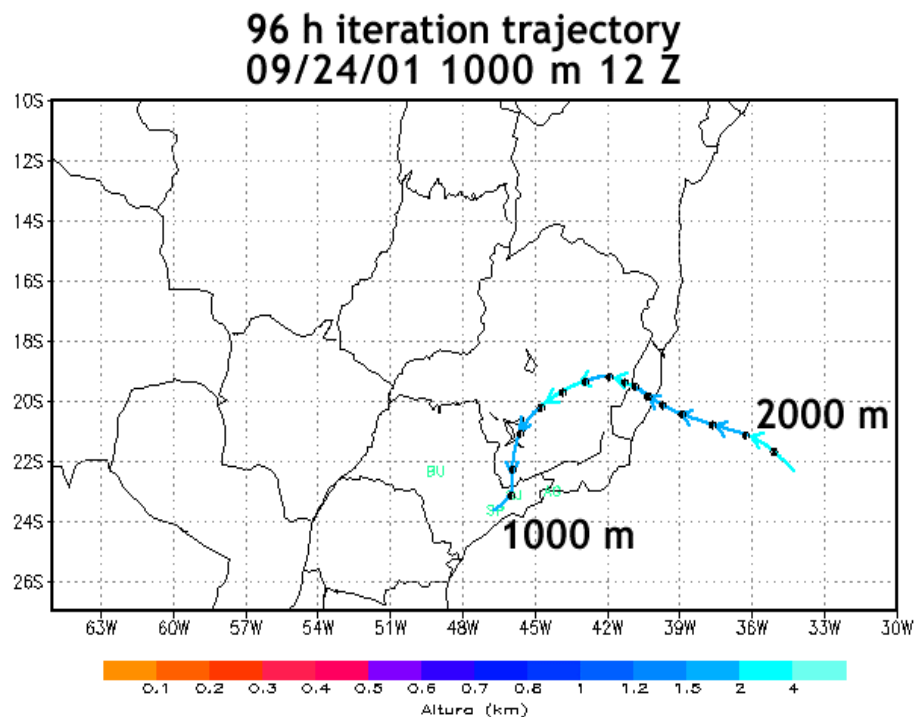 96 h iteration trajectory
09/24/01 1000 m 12 Z
10S
12S
14S
16S
18S
20S
22S
24S
26S
2000 m
BU
SP
1000 m
63W 60W 57W 54W 51W 48W 45W 42W 39W 36W 33W 30W
0.1 0.2 0.3 0.4 0.5 0.6 0.7 0.8 1 1.2 1.5 2 4
Altura (km)